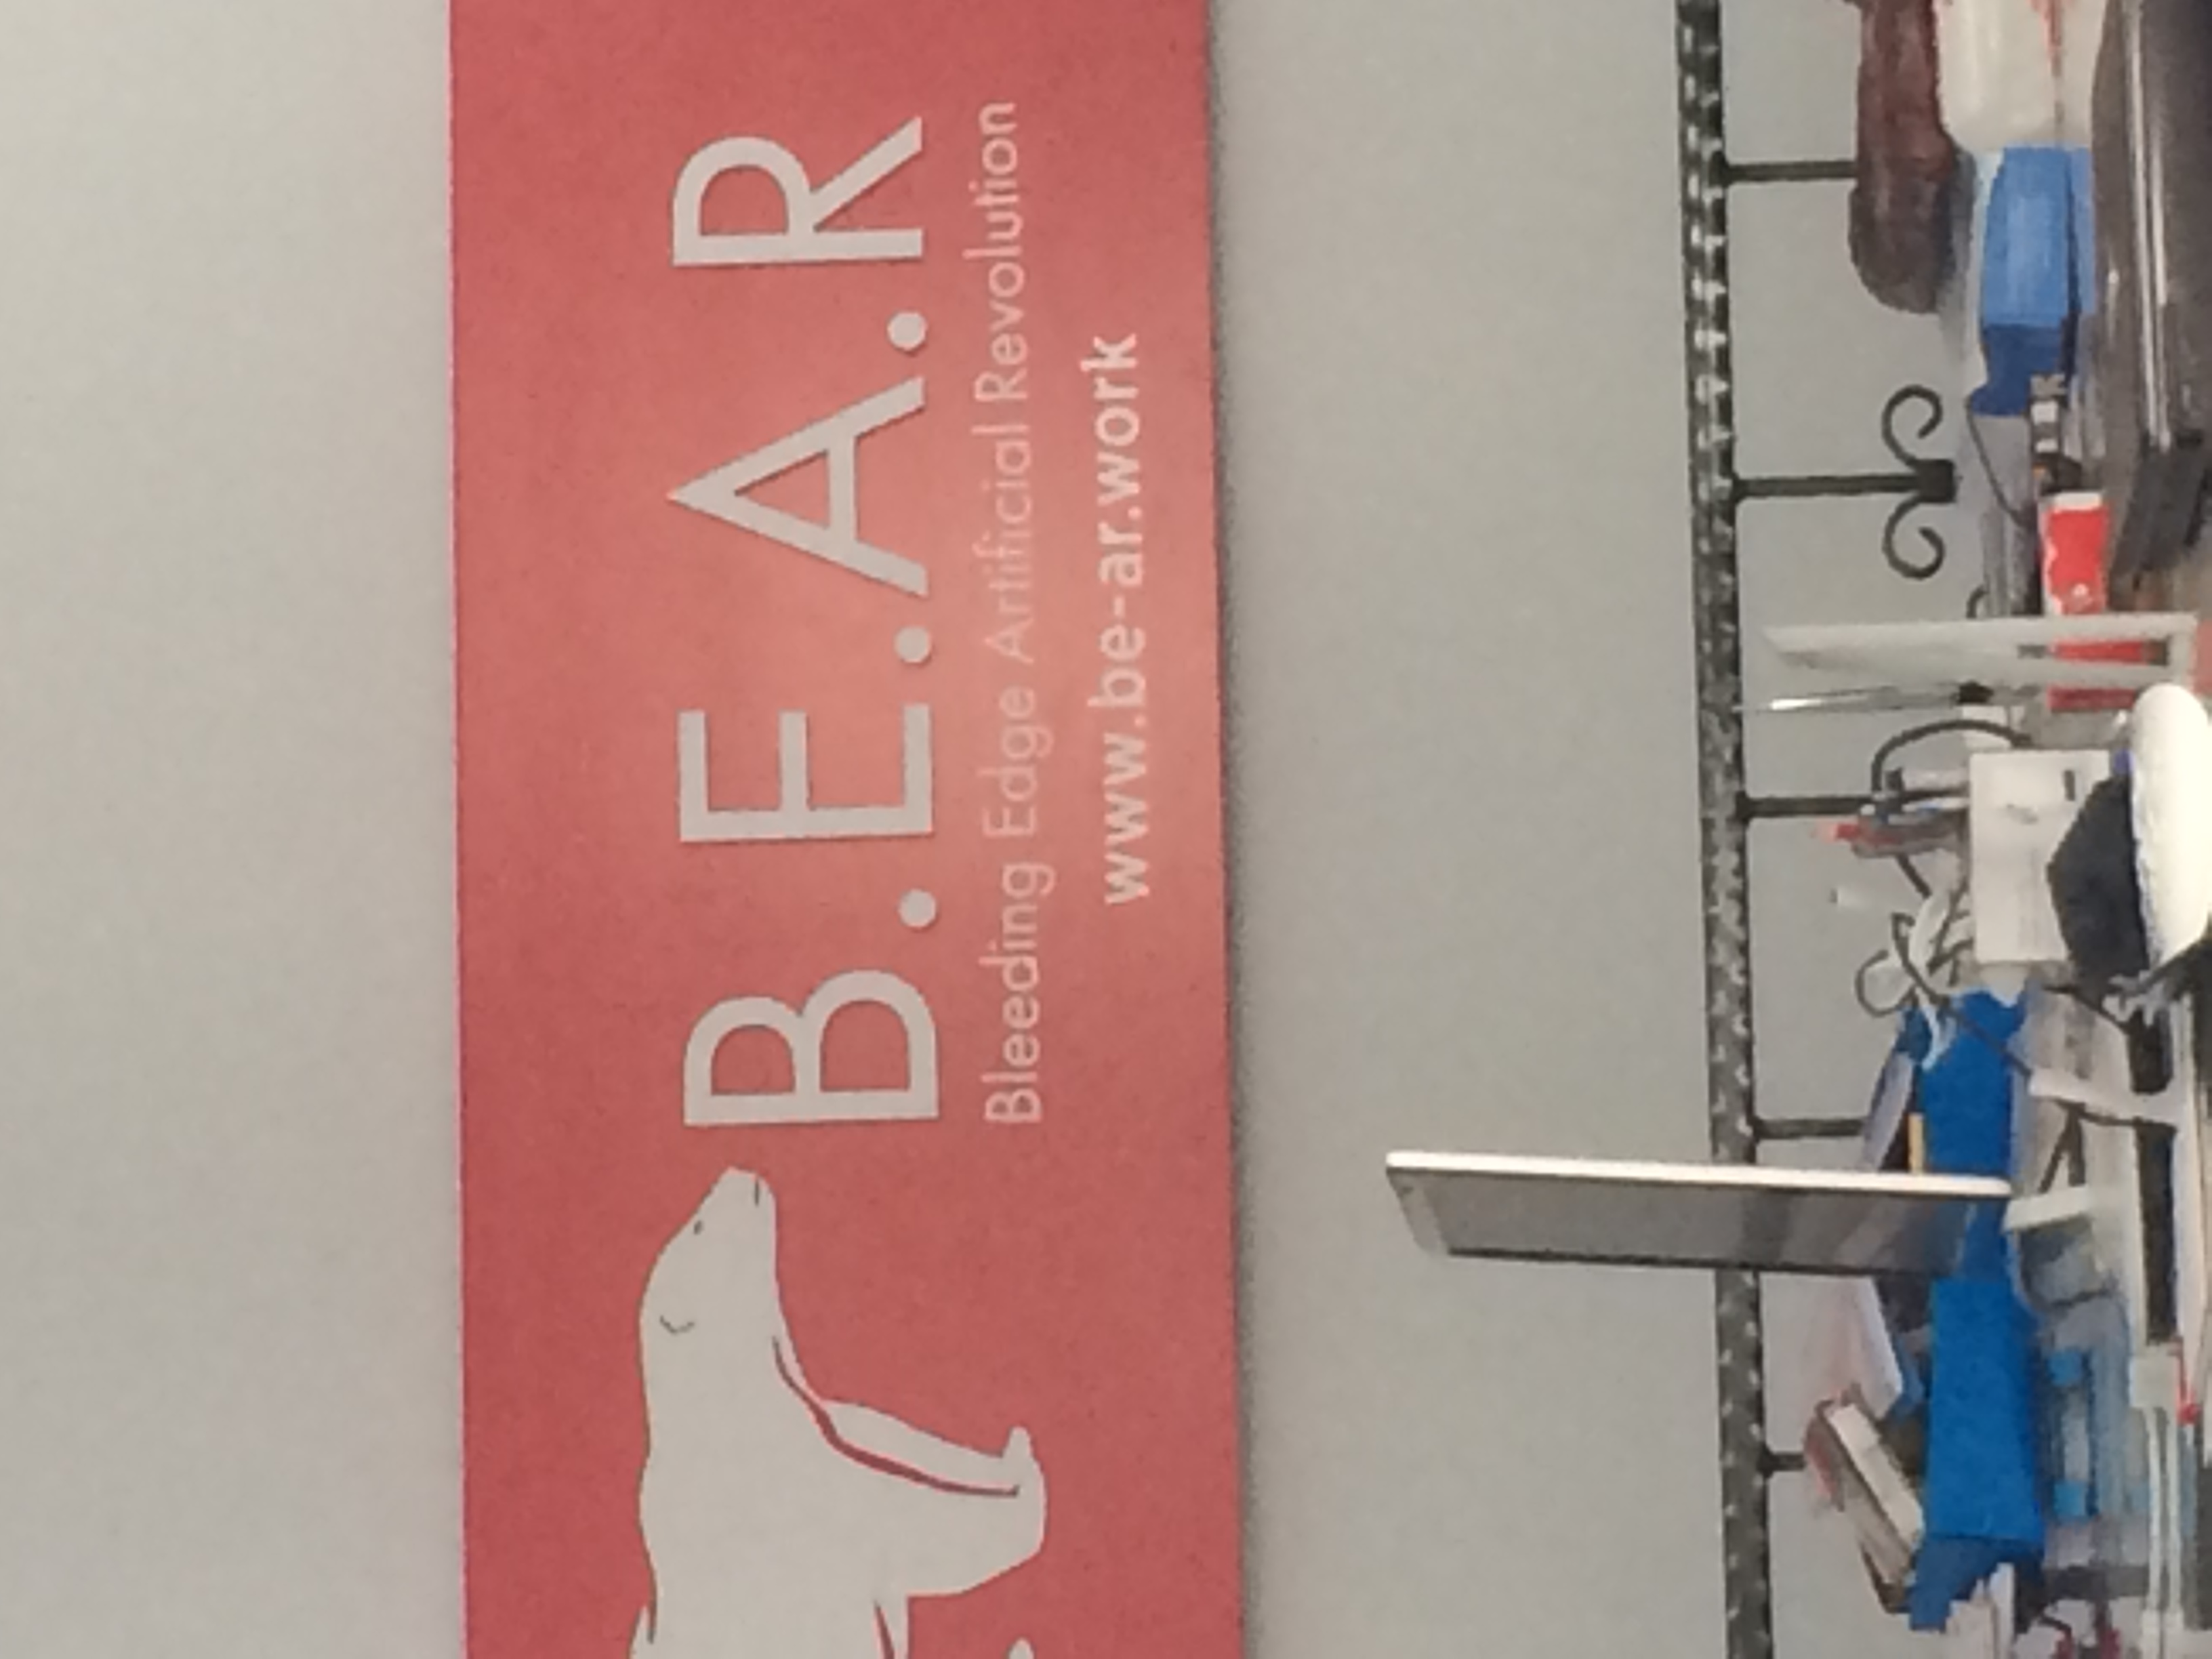 B.E.A.R
Bleeding Edge Artificial Revolution
www.be-ar.work